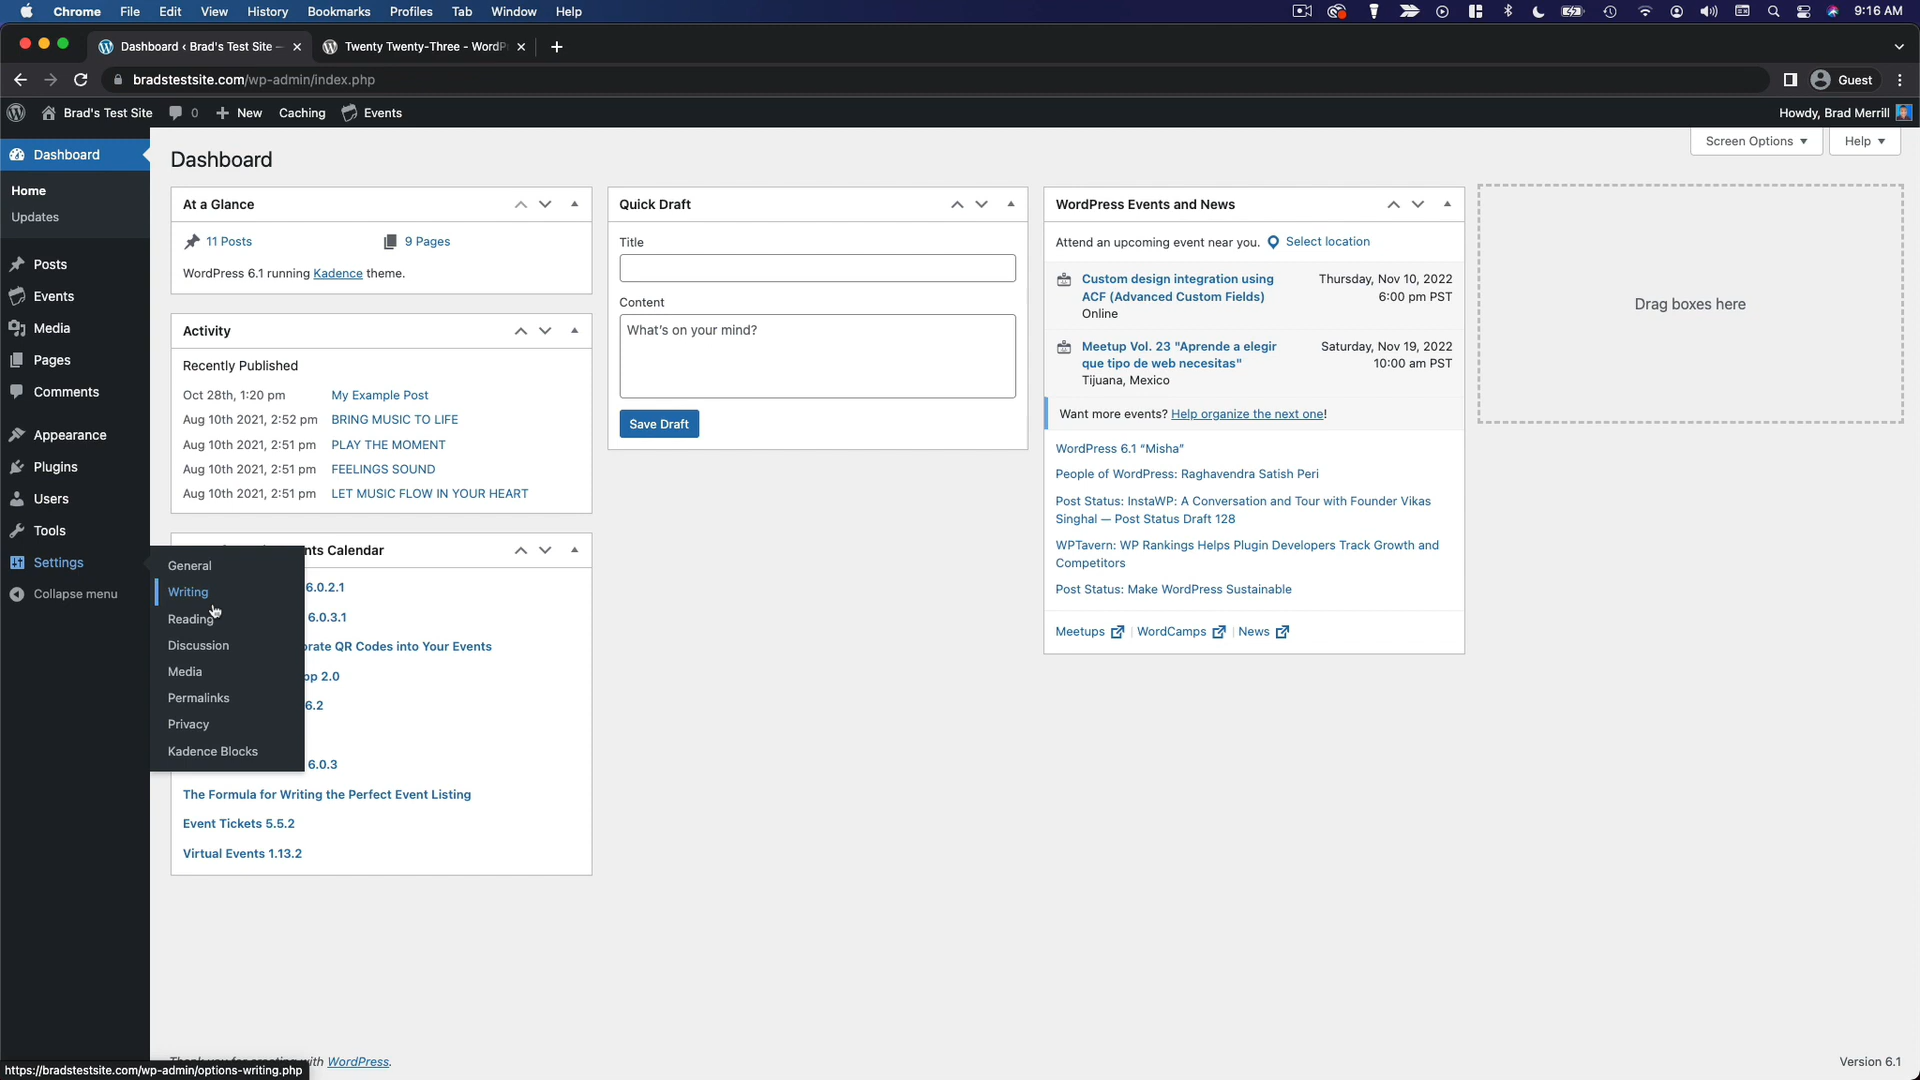 Chrome File Edit View History Bookmarks Profiles Tab Window Help 9:16 AM
Dashboard ‹ Brad's Test Site – Twenty Twenty-Three - WordP
bradstestsite.com/wp-admin/index.php Guest
Brad's Test Site 0 New Caching Events Howdy, Brad Merrill
Screen Options Help
Dashboard
Home
Updates
Posts
Events
Media
Pages
Comments
Appearance
Plugins
Users
Tools
Settings
Collapse menu
General
Writing
Reading
Discussion
Media
Permalinks
Privacy
Kadence Blocks
Dashboard
At a Glance
11 Posts 9 Pages
WordPress 6.1 running Kadence theme.
Activity
Recently Published
Oct 28th, 1:20 pm My Example Post
Aug 10th 2021, 2:52 pm BRING MUSIC TO LIFE
Aug 10th 2021, 2:51 pm PLAY THE MOMENT
Aug 10th 2021, 2:51 pm FEELINGS SOUND
Aug 10th 2021, 2:51 pm LET MUSIC FLOW IN YOUR HEART
nts Calendar
6.0.2.1
6.0.3.1
orate QR Codes into Your Events
pp 2.0
6.2
6.0.3
The Formula for Writing the Perfect Event Listing
Event Tickets 5.5.2
Virtual Events 1.13.2
Quick Draft
Title
Content
What's on your mind?
Save Draft
WordPress Events and News
Attend an upcoming event near you. Select location
Custom design integration using Thursday, Nov 10, 2022
ACF (Advanced Custom Fields) 6:00 pm PST
Online
Meetup Vol. 23 "Aprende a elegir Saturday, Nov 19, 2022
que tipo de web necesitas" 10:00 am PST
Tijuana, Mexico
Want more events? Help organize the next one!
WordPress 6.1 “Misha”
People of WordPress: Raghavendra Satish Peri
Post Status: InstaWP: A Conversation and Tour with Founder Vikas
Singhal — Post Status Draft 128
WPTavern: WP Rankings Helps Plugin Developers Track Growth and
Competitors
Post Status: Make WordPress Sustainable
Meetups WordCamps News
Drag boxes here
WordPress.
Version 6.1
https://bradstestsite.com/wp-admin/options-writing.php